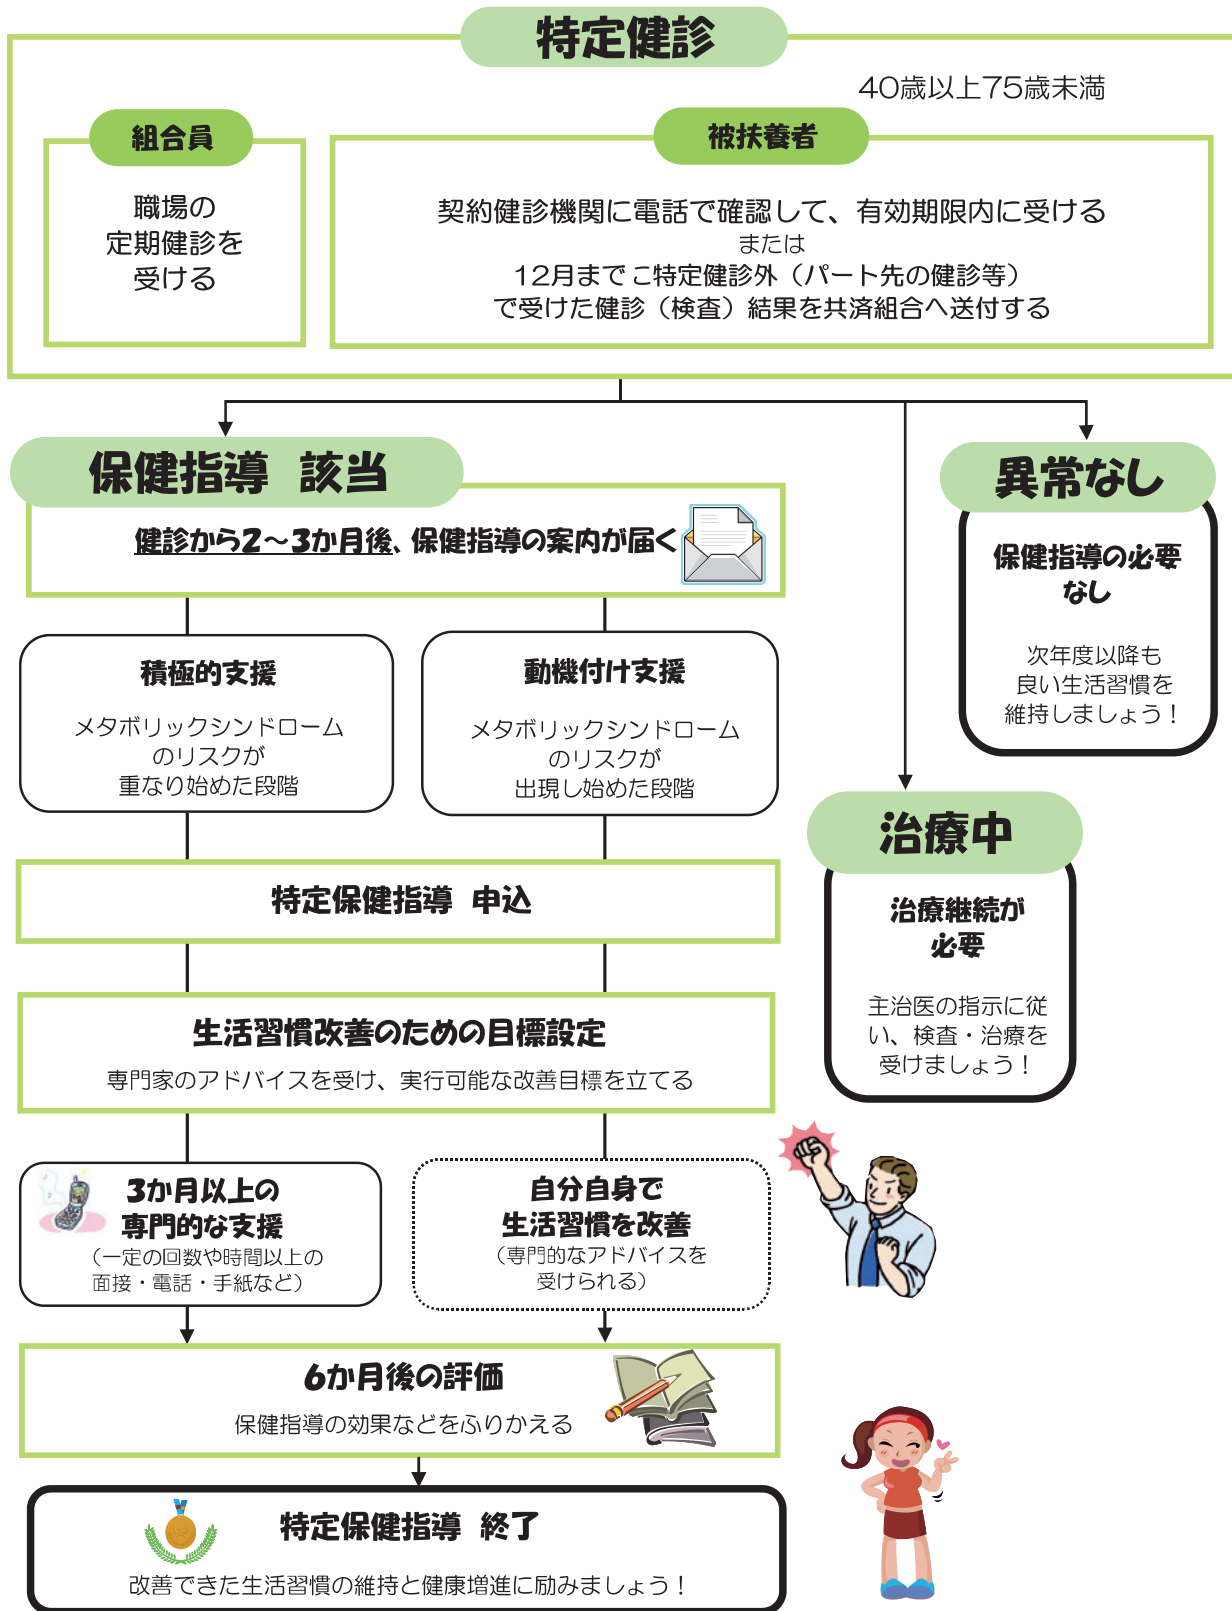 特定健診
40歳以上75歳未満
組合員
職場の
定期健診を
受ける
被扶養者
契約健診機関に電話で確認して、有効期限内に受ける
または
12月までこ特定健診外（パート先の健診等）
で受けた健診（検査）結果を共済組合へ送付する
保健指導 該当
健診から2～3か月後、保健指導の案内が届く
積極的支援
メタボリックシンドローム
のリスクが
重なり始めた段階
動機付け支援
メタボリックシンドローム
のリスクが
出現し始めた段階
異常なし
保健指導の必要
なし
次年度以降も
良い生活習慣を
維持しましょう！
治療中
治療継続が
必要
主治医の指示に従
い、検査・治療を
受けましょう！
特定保健指導 申込
生活習慣改善のための目標設定
専門家のアドバイスを受け、実行可能な改善目標を立てる
3か月以上の
専門的な支援
（一定の回数や時間以上の
面接・電話・手紙など）
自分自身で
生活習慣を改善
（専門的なアドバイスを
受けられる）
6か月後の評価
保健指導の効果などをふりかえる
特定保健指導 終了
改善できた生活習慣の維持と健康増進に励みましょう！